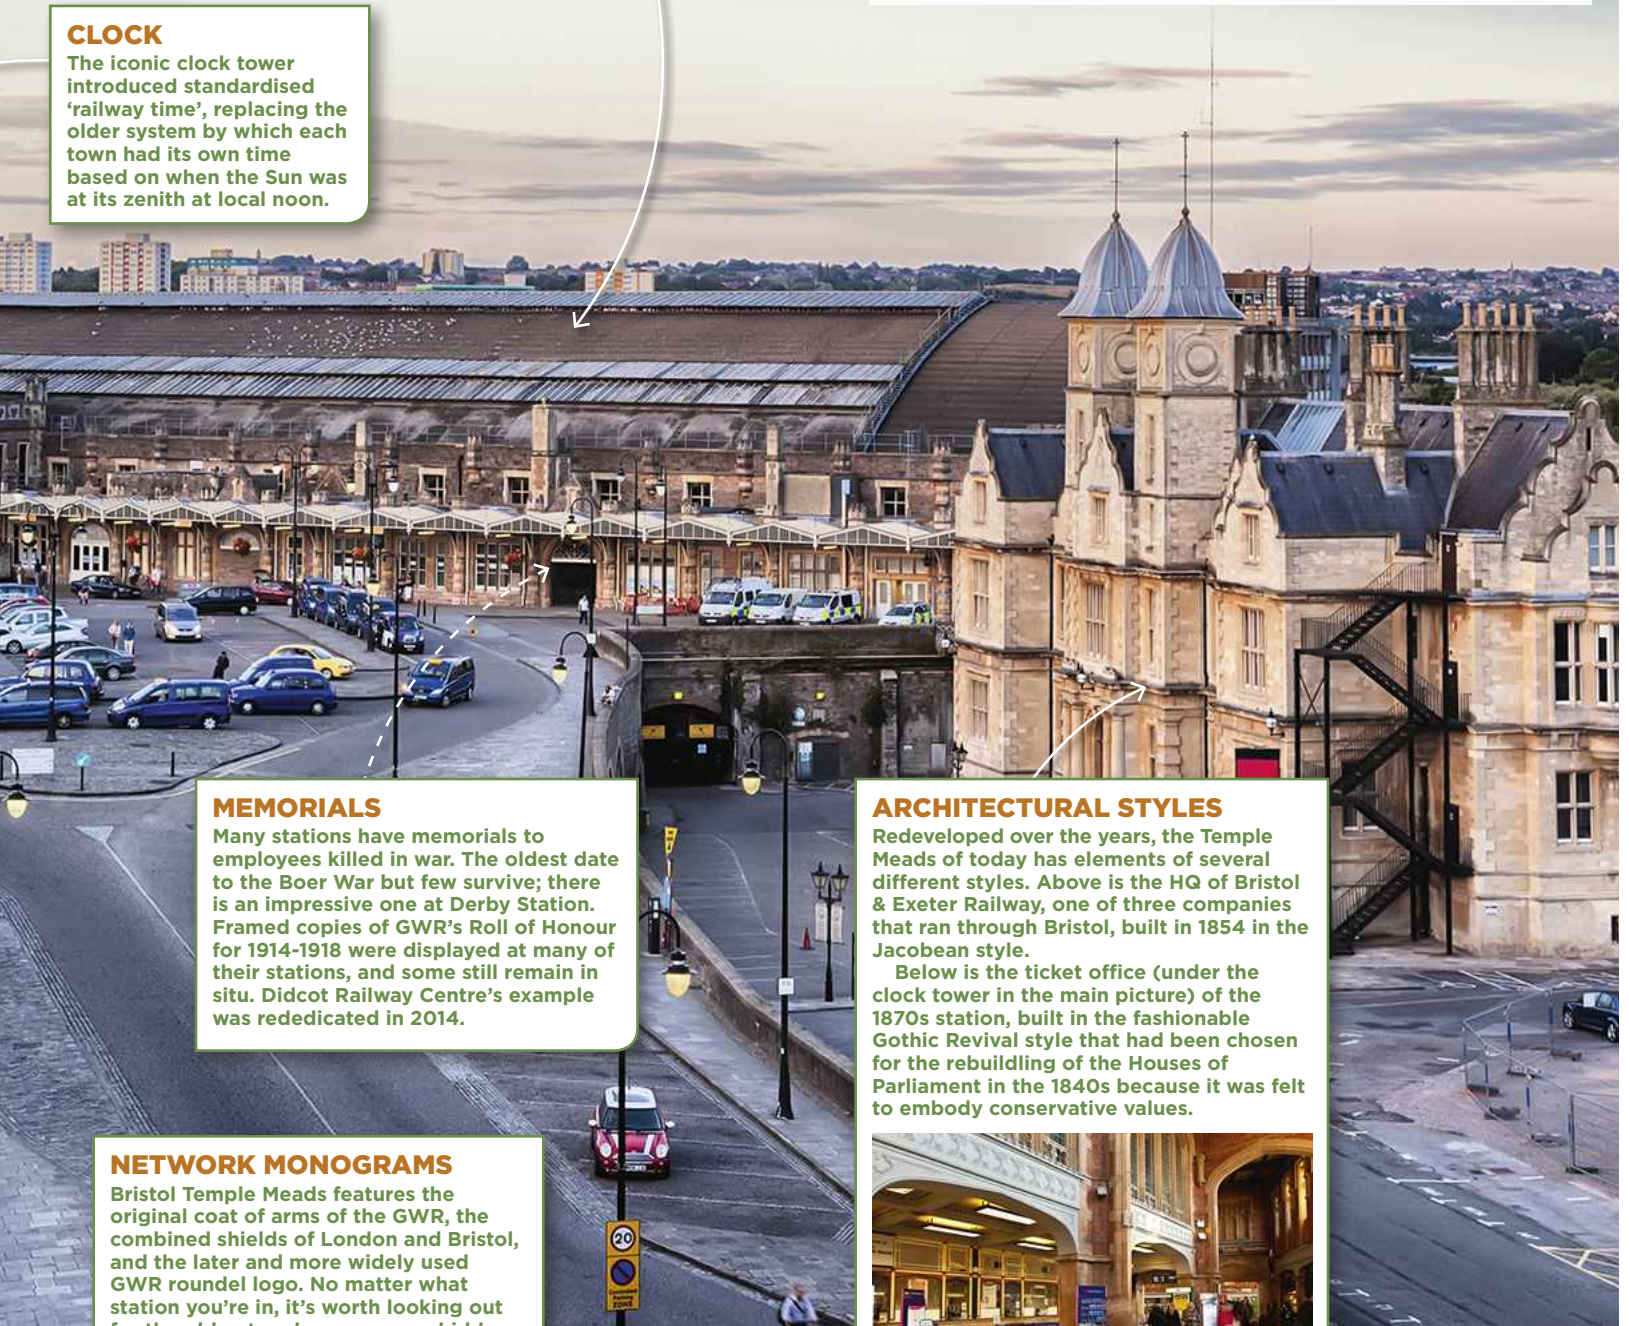 CLOCK
The iconic clock tower
introduced standardised
‘railway time’, replacing the
older system by which each
town had its own time
based on when the Sun was
at its zenith at local noon.
MEMORIALS
Many stations have memorials to
employees killed in war. The oldest date
to the Boer War but few survive; there
is an impressive one at Derby Station.
Framed copies of GWR’s Roll of Honour
for 1914-1918 were displayed at many of
their stations, and some still remain in
situ. Didcot Railway Centre’s example
was rededicated in 2014.
ARCHITECTURAL STYLES
Redeveloped over the years, the Temple
Meads of today has elements of several
different styles. Above is the HQ of Bristol
& Exeter Railway, one of three companies
that ran through Bristol, built in 1854 in the
Jacobean style.
Below is the ticket office (under the
clock tower in the main picture) of the
1870s station, built in the fashionable
Gothic Revival style that had been chosen
for the rebuildling of the Houses of
Parliament in the 1840s because it was felt
to embody conservative values.
NETWORK MONOGRAMS
Bristol Temple Meads features the
original coat of arms of the GWR, the
combined shields of London and Bristol,
and the later and more widely used
GWR roundel logo. No matter what
station you’re in, it’s worth looking out
20
ZONE